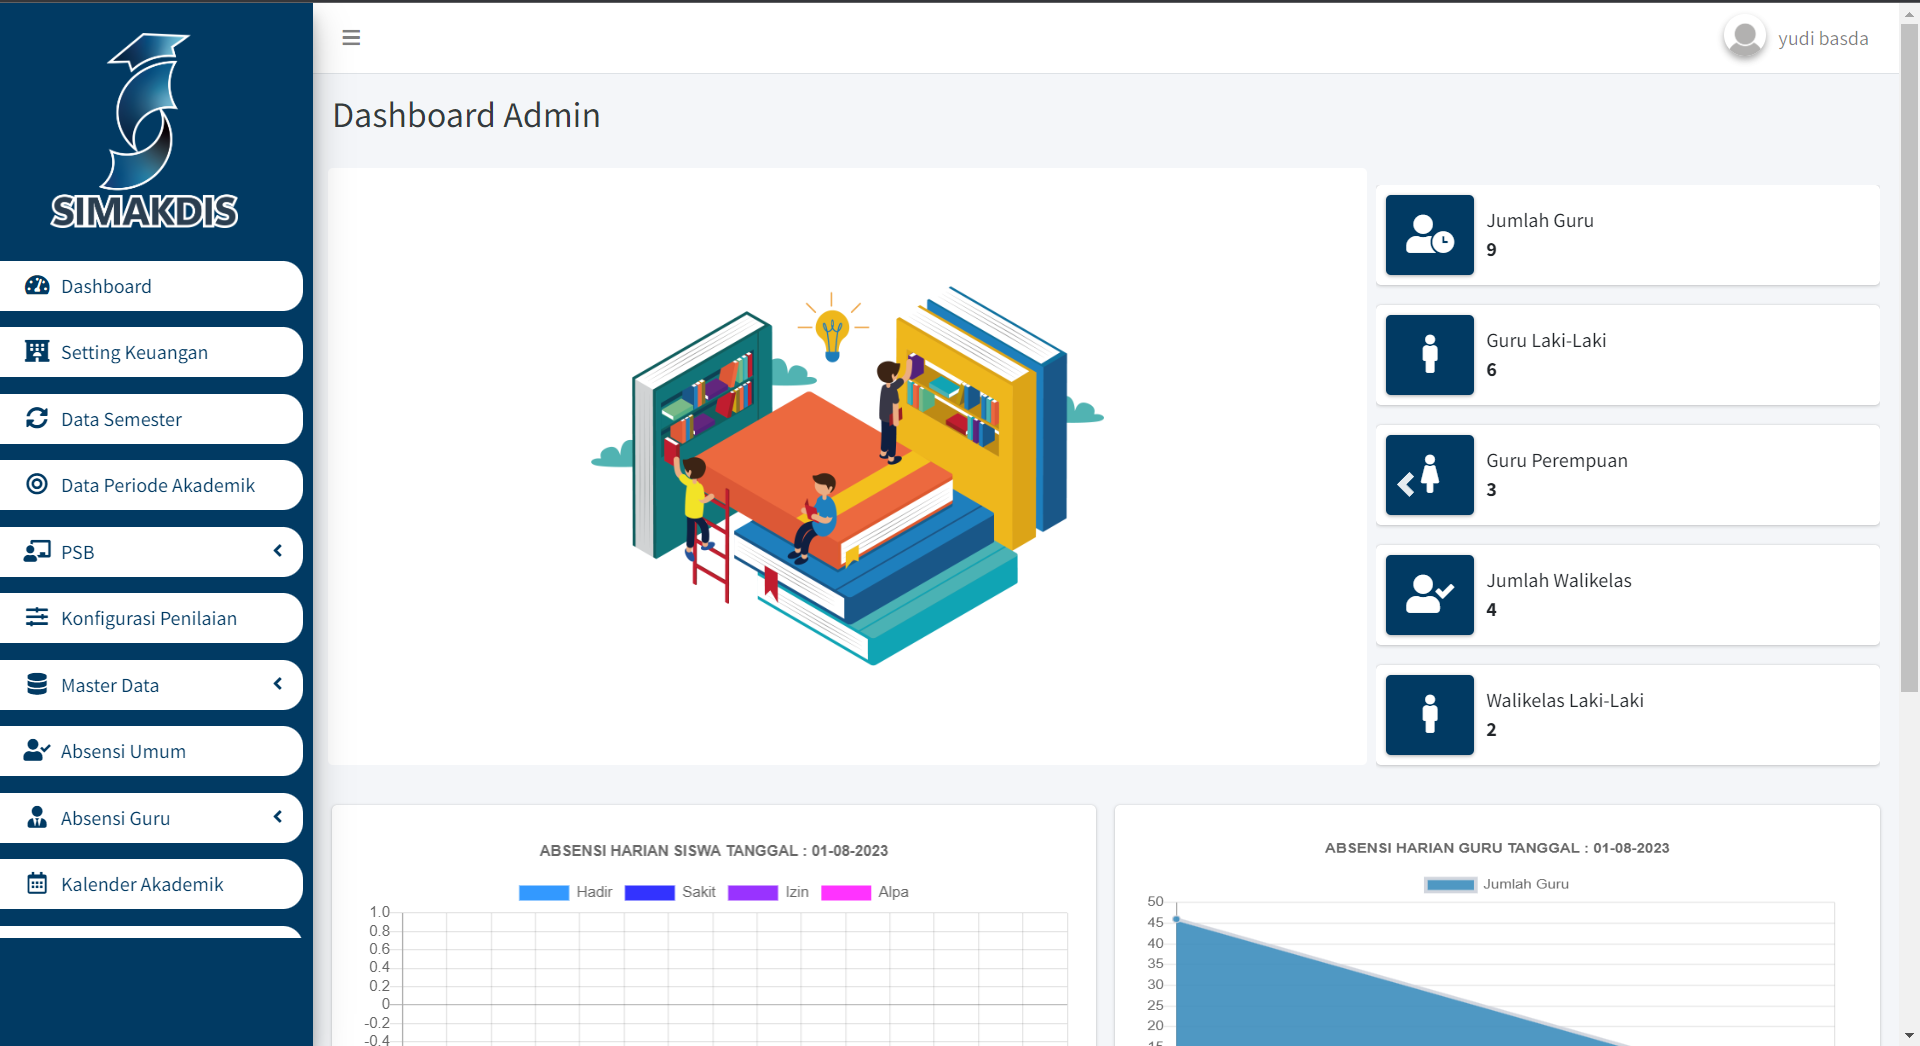 SIMAKDIS
Dashboard
Setting Keuangan
Data Semester
Data Periode Akademik
PSB
Konfigurasi Penilaian
Master Data
Absensi Umum
Absensi Guru
Kalender Akademik
yudi basda
Dashboard Admin
Jumlah Guru
9
Guru Laki-Laki
6
Guru Perempuan
3
Jumlah Walikelas
4
Walikelas Laki-Laki
2
ABSENSI HARIAN SISWA TANGGAL : 01-08-2023
Hadir Sakit Izin Alpa
1.0
0.8
0.6
0.4
0.2
0
-0.2
-0.4
ABSENSI HARIAN GURU TANGGAL : 01-08-2023
Jumlah Guru
50
45
40
35
30
25
20
15